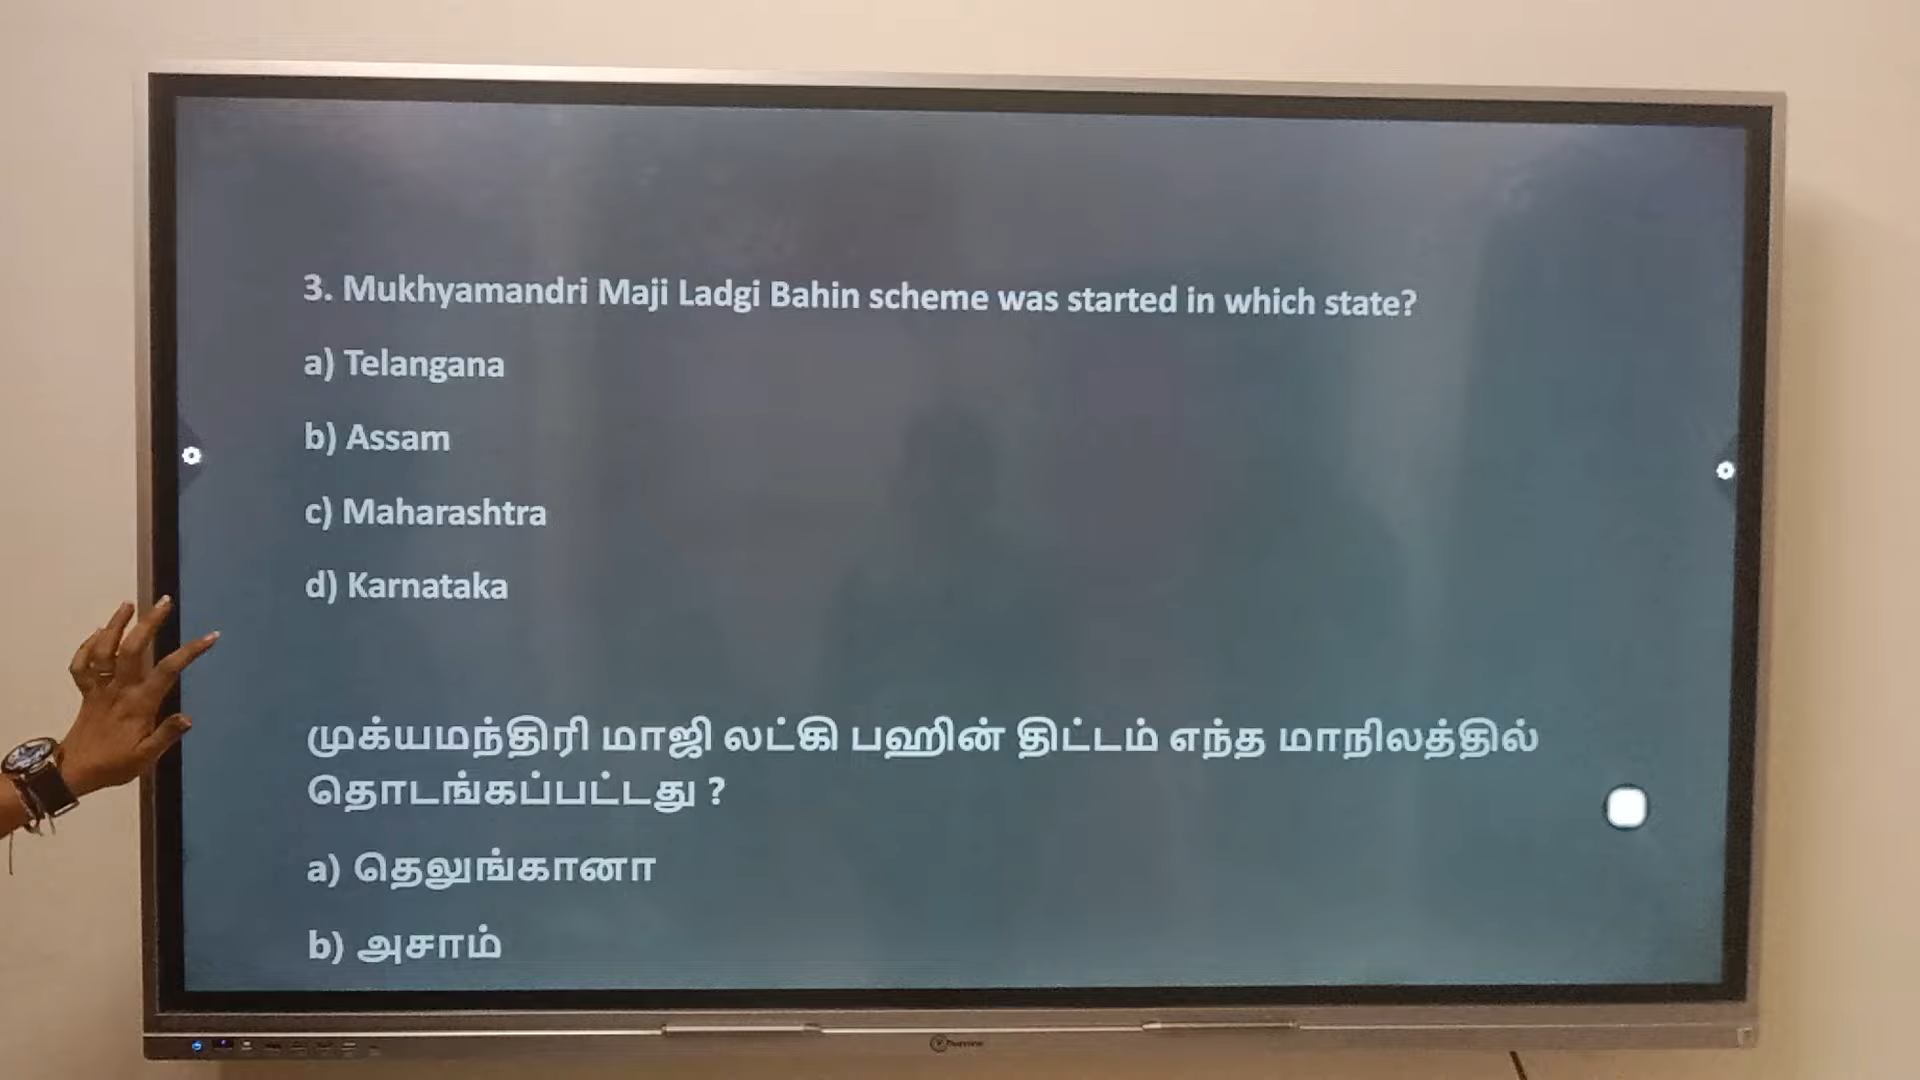 3. Mukhyamandri Maji Ladgi Bahin scheme was started in which state?
a) Telangana
b) Assam
c) Maharashtra
d) Karnataka
முக்யமந்திரி மாஜி லட்கி பஹின் திட்டம் எந்த மாநிலத்தில்
தொடங்கப்பட்டது ?
a) தெலுங்கானா
b) அசாம்